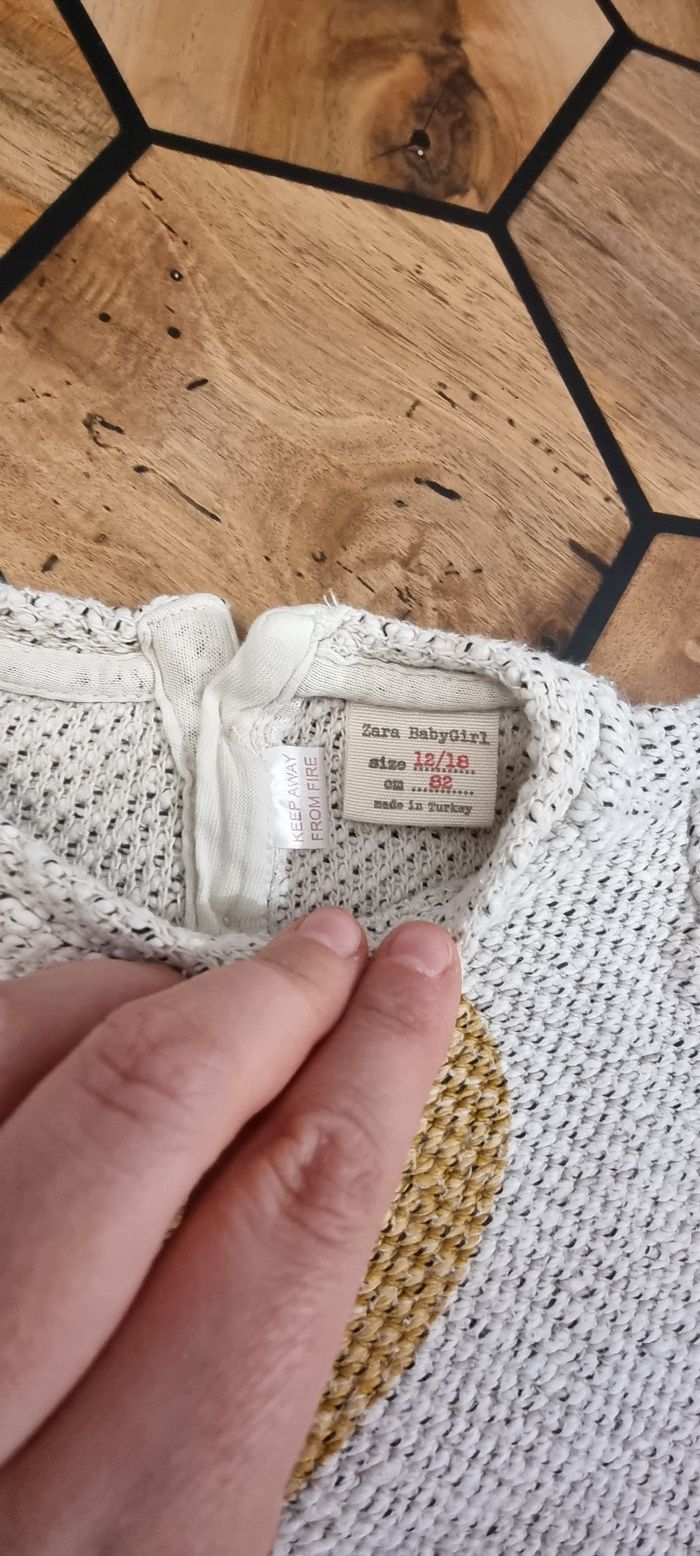 Zara BabyGirl
size 12/18
cm 82
made in Turkey
KEEP AWAY
FROM FIRE